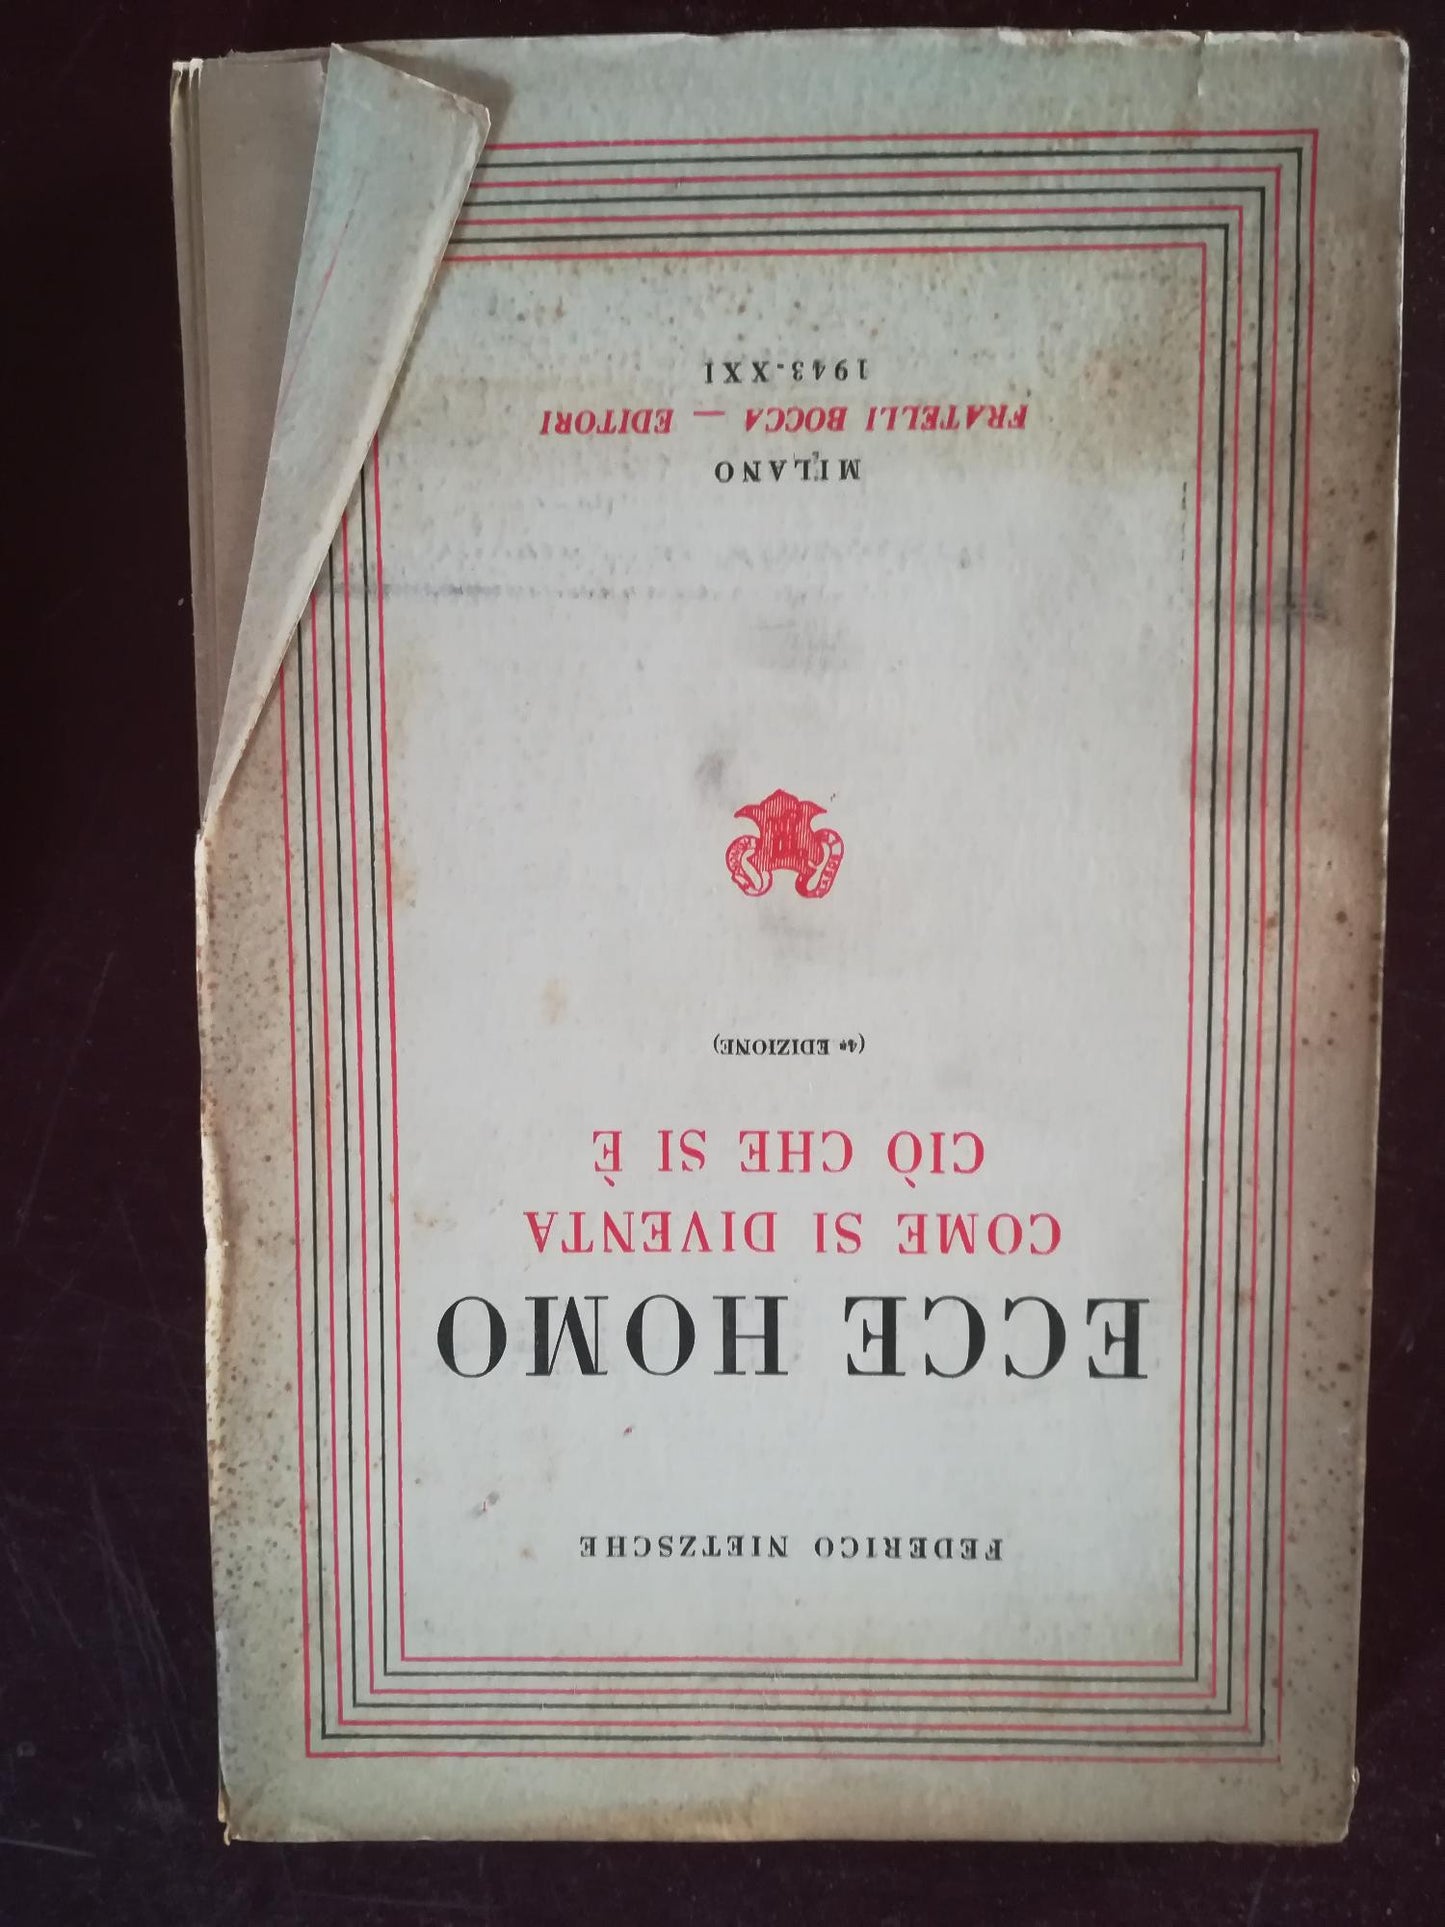 FEDERICO NIETZSCHE
ECCE HOMO
COME SI DIVENTA
CIÒ CHE SI È
(4ª EDIZIONE)
MILANO
FRATELLI BOCCA — EDITORI
1943-XXI